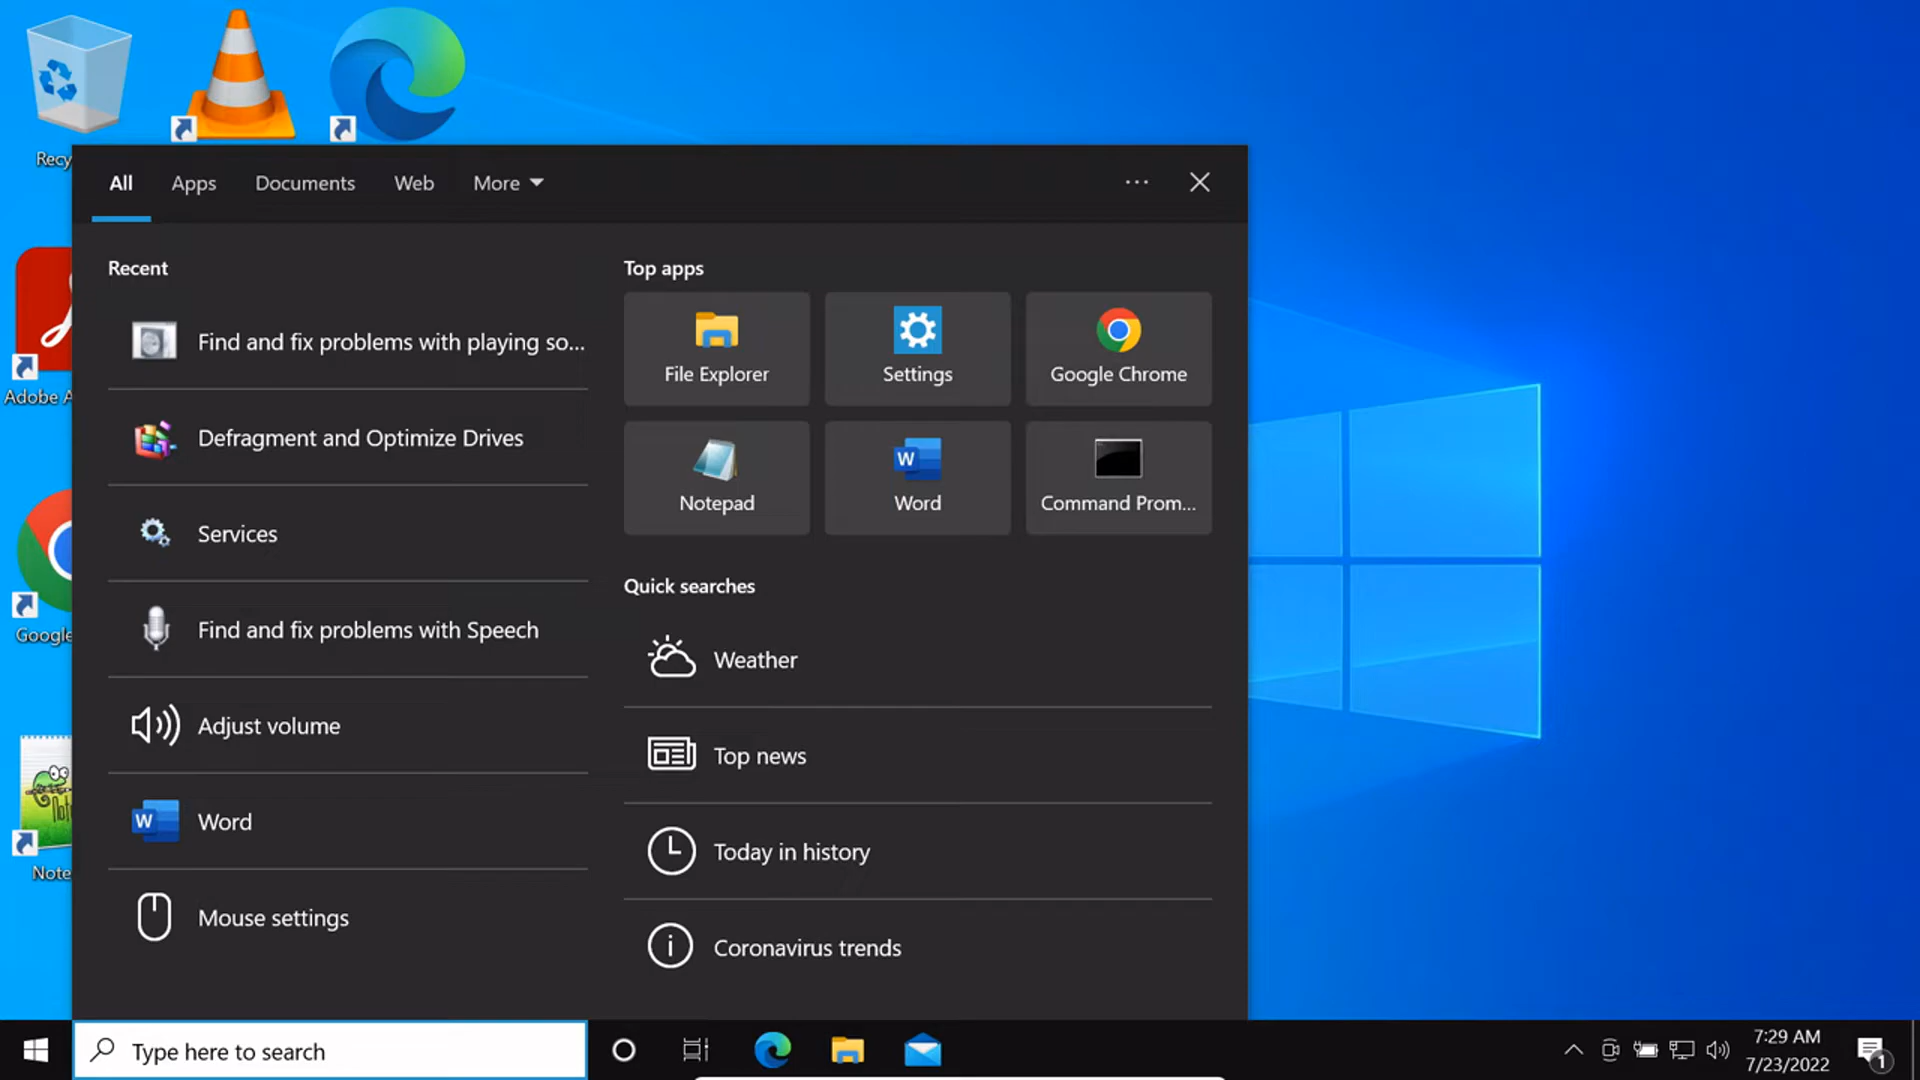 Recy
All
Apps
Documents
Web
More
Recent
Find and fix problems with playing so...
Defragment and Optimize Drives
Services
Find and fix problems with Speech
Adjust volume
Word
Mouse settings
Top apps
File Explorer
Settings
Google Chrome
Notepad
Word
Command Prom...
Quick searches
Weather
Top news
Today in history
Coronavirus trends
Adobe A
Google
Note
Type here to search
7:29 AM
7/23/2022
1